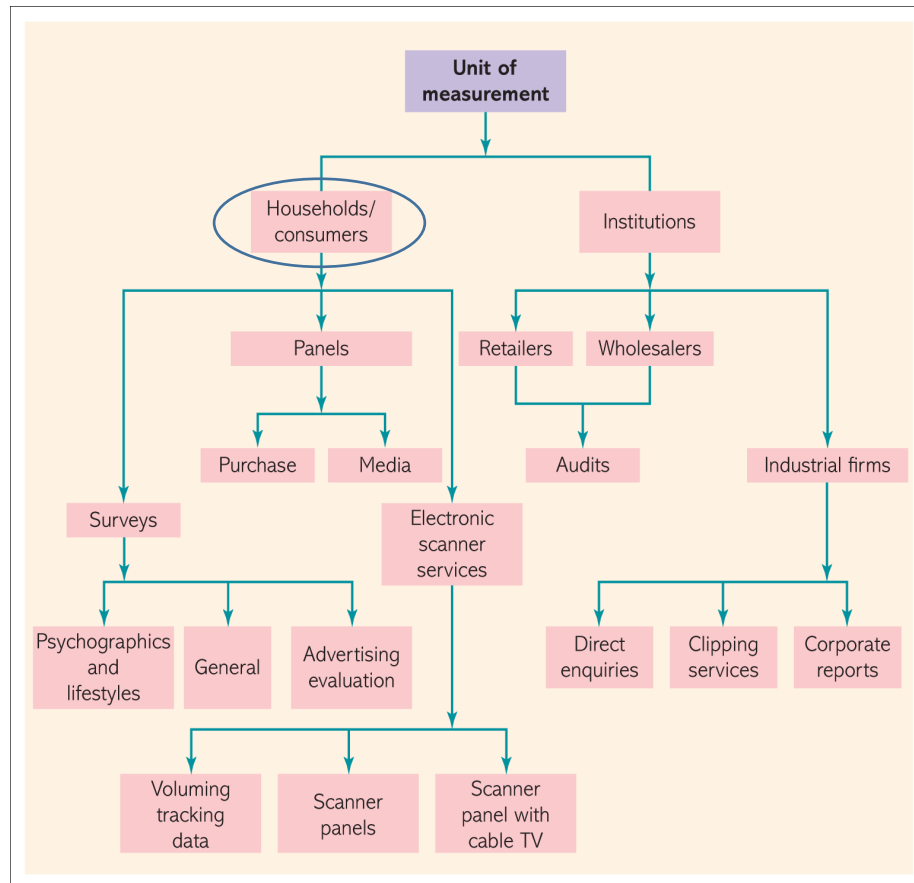 Unit of
measurement
Households/
consumers
Institutions
Panels
Retailers
Wholesalers
Purchase
Media
Audits
Industrial firms
Surveys
Electronic
scanner
services
Psychographics
and
lifestyles
General
Advertising
evaluation
Direct
enquiries
Clipping
services
Corporate
reports
Voluming
tracking
data
Scanner
panels
Scanner
panel with
cable TV